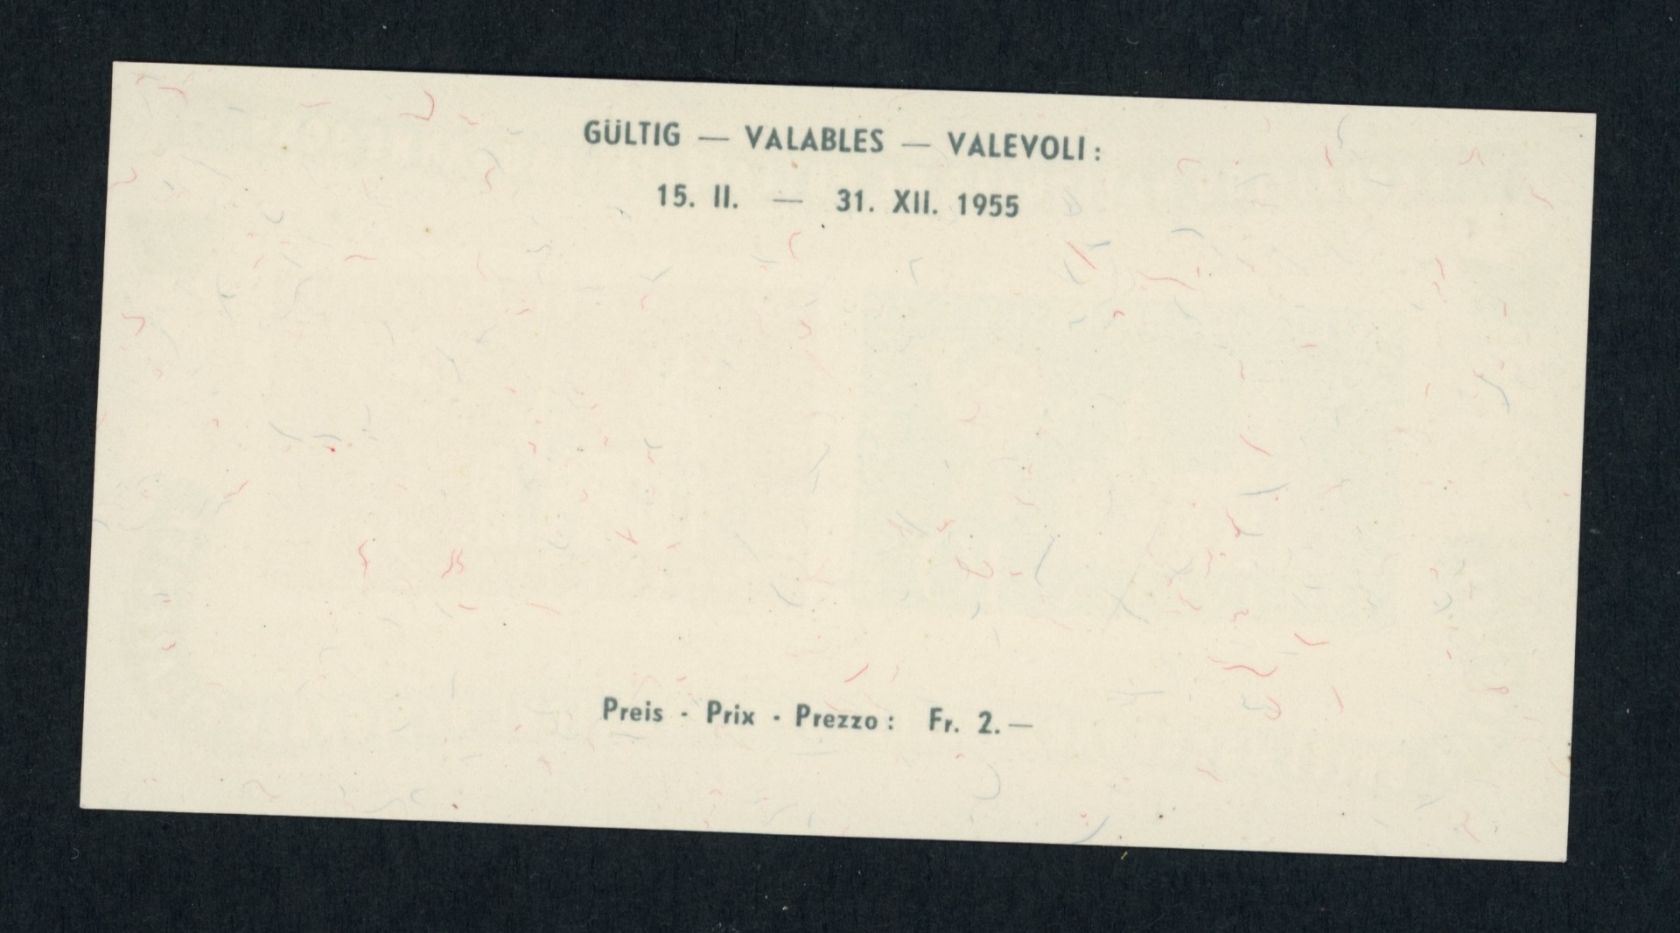 GÜLTIG — VALABLES — VALEVOLI:
15. II. — 31. XII. 1955
Preis - Prix - Prezzo: Fr. 2.—